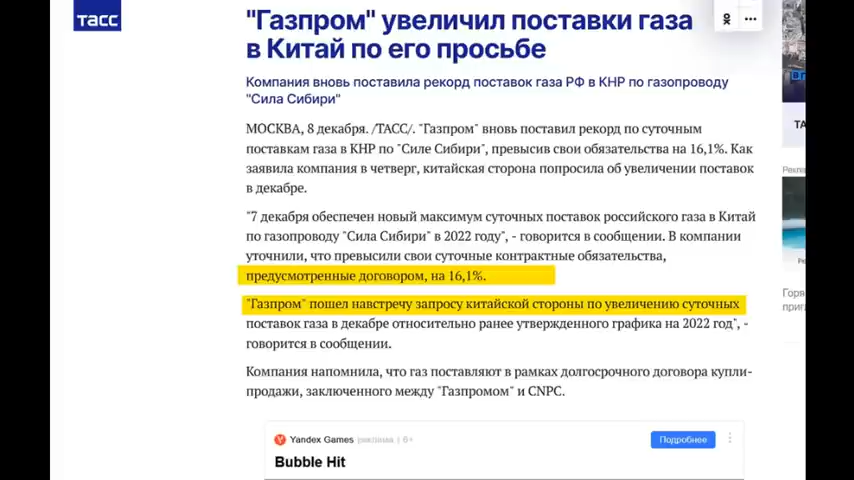 ТАСС
"Газпром" увеличил поставки газа
в Китай по его просьбе
Компания вновь поставила рекорд поставок газа РФ в КНР по газопроводу
"Сила Сибири"
МОСКВА, 8 декабря. /ТАСС/. "Газпром" вновь поставил рекорд по суточным
поставкам газа в КНР по "Силе Сибири", превысив свои обязательства на 16,1%. Как
заявила компания в четверг, китайская сторона попросила об увеличении поставок
в декабре.
"7 декабря обеспечен новый максимум суточных поставок российского газа в Китай
по газопроводу "Сила Сибири" в 2022 году", - говорится в сообщении. В компании
уточнили, что превысили свои суточные контрактные обязательства,
предусмотренные договором, на 16,1%.
"Газпром" пошел навстречу запросу китайской стороны по увеличению суточных
поставок газа в декабре относительно ранее утвержденного графика на 2022 год", -
говорится в сообщении.
Компания напомнила, что газ поставляют в рамках долгосрочного договора купли-
продажи, заключенного между "Газпромом" и CNPC.
Yandex Games реклама | 6+
Подробнее
Bubble Hit
ТА
Рекла
Горя
приг